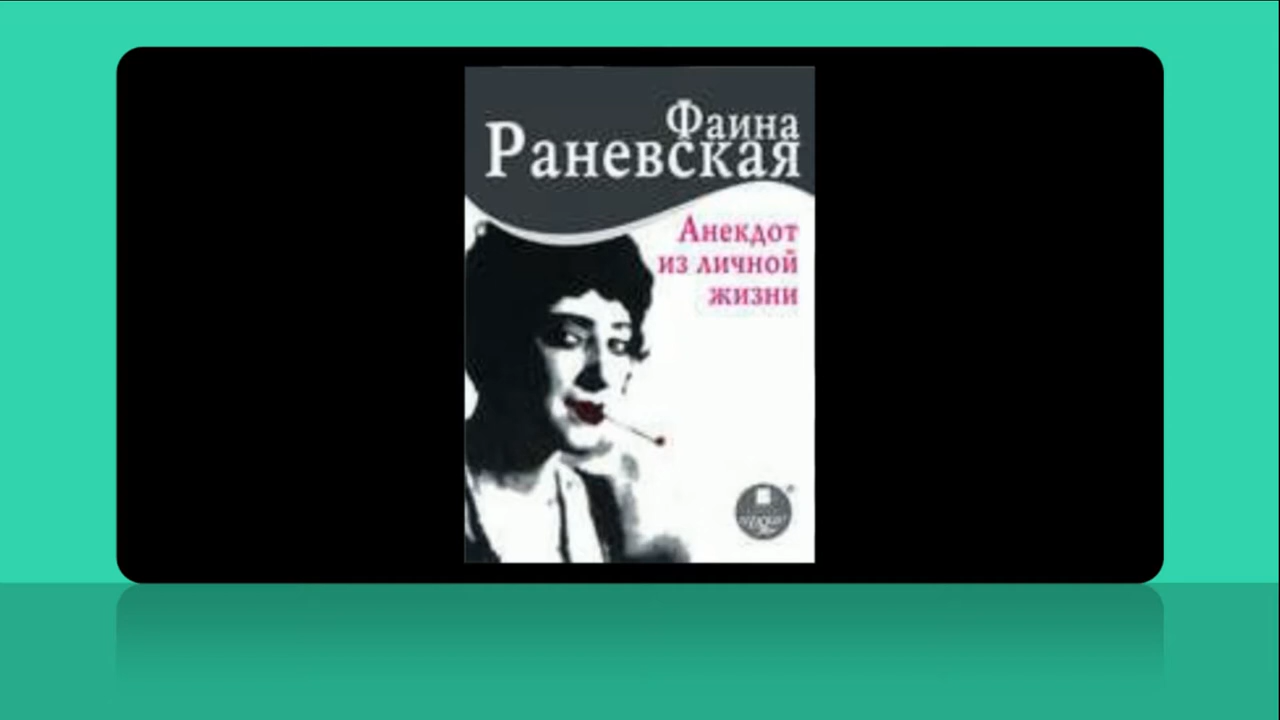 Фаина
Раневская
Анекдот
из личной
жизни